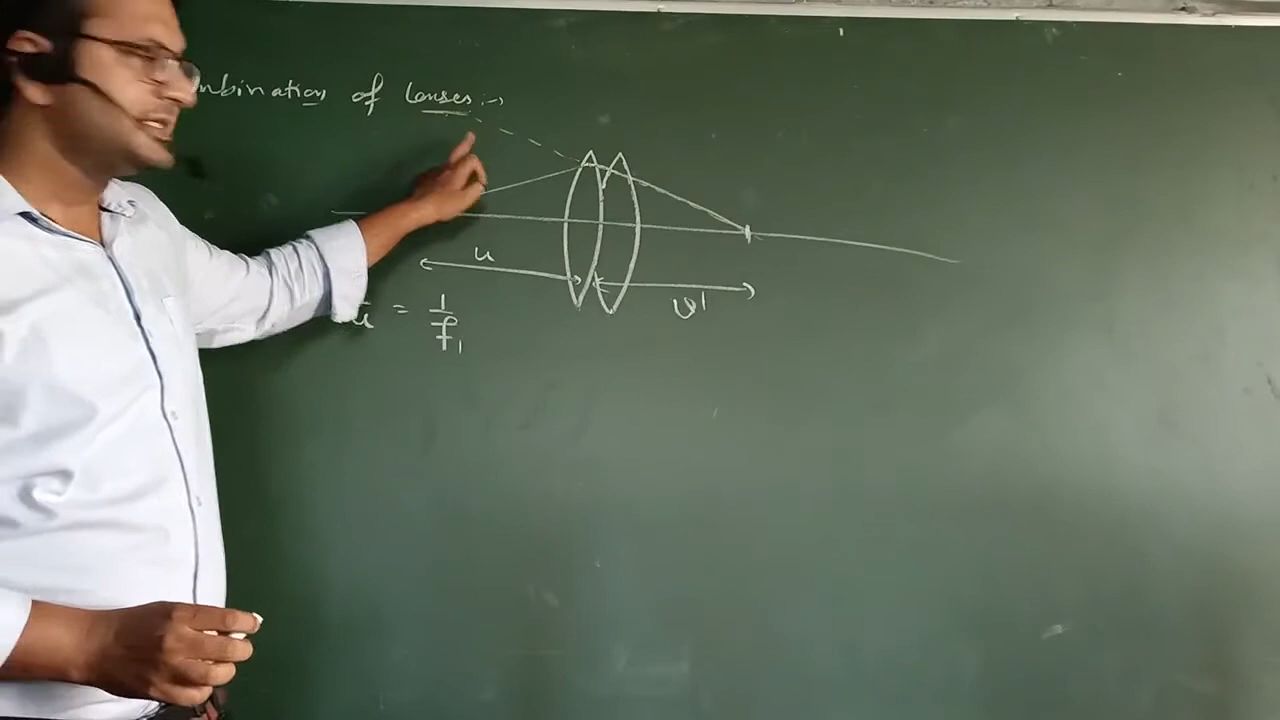 mbination of lenses :-
u
v'
u = 1/f₁